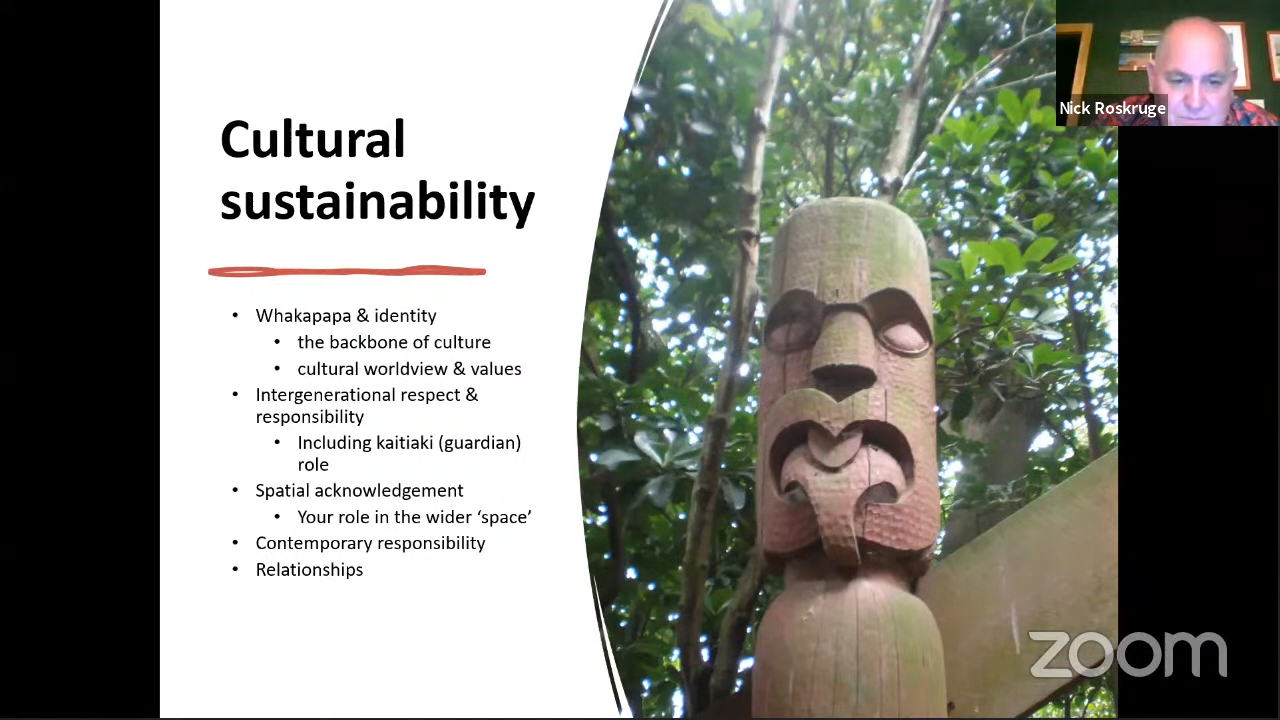 Cultural
sustainability
• Whakapapa & identity
• the backbone of culture
• cultural worldview & values
• Intergenerational respect &
responsibility
• Including kaitiaki (guardian)
role
• Spatial acknowledgement
• Your role in the wider ‘space’
• Contemporary responsibility
• Relationships
Nick Roskruge
zoom